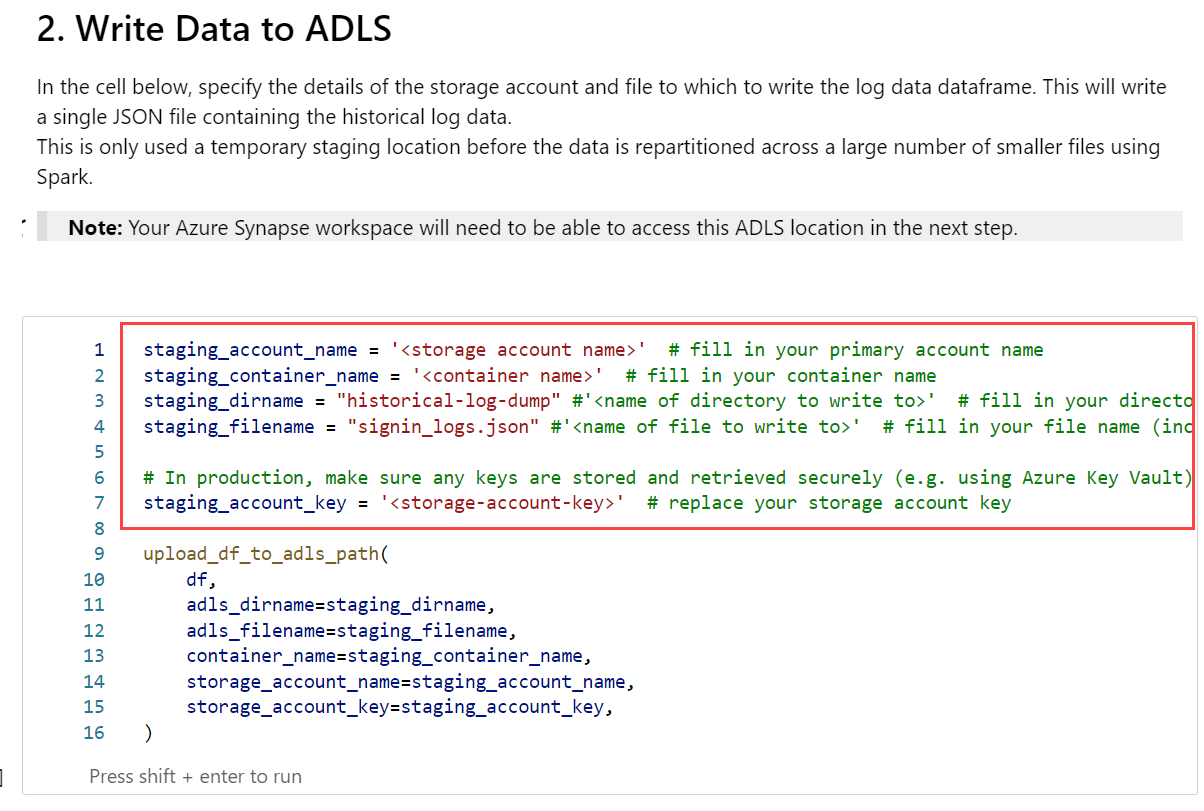 2. Write Data to ADLS
In the cell below, specify the details of the storage account and file to which to write the log data dataframe. This will write
a single JSON file containing the historical log data.
This is only used a temporary staging location before the data is repartitioned across a large number of smaller files using
Spark.
Note: Your Azure Synapse workspace will need to be able to access this ADLS location in the next step.
1 staging_account_name = '<storage account name>'  # fill in your primary account name
2 staging_container_name = '<container name>'  # fill in your container name
3 staging_dirname = "historical-log-dump" #'<name of directory to write to>'  # fill in your directo
4 staging_filename = "signin_logs.json" #'<name of file to write to>'  # fill in your file name (inc
5
6 # In production, make sure any keys are stored and retrieved securely (e.g. using Azure Key Vault)
7 staging_account_key = '<storage-account-key>'  # replace your storage account key
8
9 upload_df_to_adls_path(
10     df,
11     adls_dirname=staging_dirname,
12     adls_filename=staging_filename,
13     container_name=staging_container_name,
14     storage_account_name=staging_account_name,
15     storage_account_key=staging_account_key,
16 )
] Press shift + enter to run